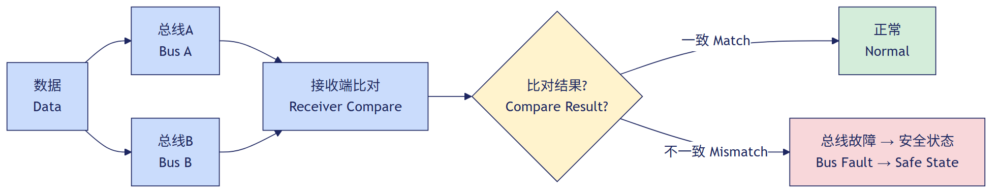 数据
Data
总线A
Bus A
总线B
Bus B
接收端比对
Receiver Compare
比对结果?
Compare Result?
一致 Match
不一致 Mismatch
正常
Normal
总线故障 → 安全状态
Bus Fault → Safe State